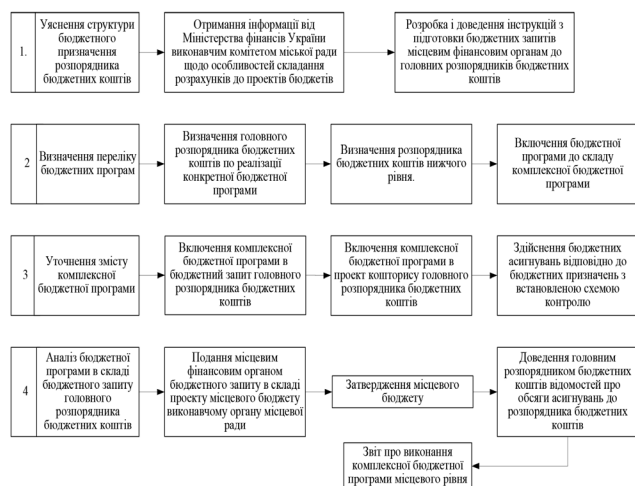 1.
Уяснення структури
бюджетного
призначення
розпорядника
бюджетних коштів
Отримання інформації від
Міністерства фінансів України
виконавчим комітетом міської ради
щодо особливостей складання
розрахунків до проектів бюджетів
Розробка і доведення інструкцій з
підготовки бюджетних запитів
місцевим фінансовим органам до
головних розпорядників бюджетних
коштів
2
Визначення переліку
бюджетних програм
Визначення головного
розпорядника бюджетних
коштів по реалізації
конкретної бюджетної
програми
Визначення розпорядника
бюджетних коштів нижчого
рівня.
Включення бюджетної
програми до складу
комплексної бюджетної
програми
3
Уточнення змісту
комплексної
бюджетної програми
Включення комплексної
бюджетної програми в
бюджетний запит головного
розпорядника бюджетних
коштів
Включення комплексної
бюджетної програми в
проект кошторису головного
розпорядника бюджетних
коштів
Здійснення бюджетних
асигнувань відповідно до
бюджетних призначень з
встановленою схемою
контролю
4
Аналіз бюджетної
програми в складі
бюджетного запиту
головного
розпорядника
бюджетних коштів
Подання місцевим
фінансовим органом
бюджетного запиту в складі
проекту місцевого бюджету
виконавчому органу місцевої
ради
Затвердження місцевого
бюджету
Доведення головним
розпорядником бюджетних
коштів відомостей про
обсяги асигнувань до
розпорядника бюджетних
коштів
Звіт про виконання
комплексної бюджетної
програми місцевого рівня